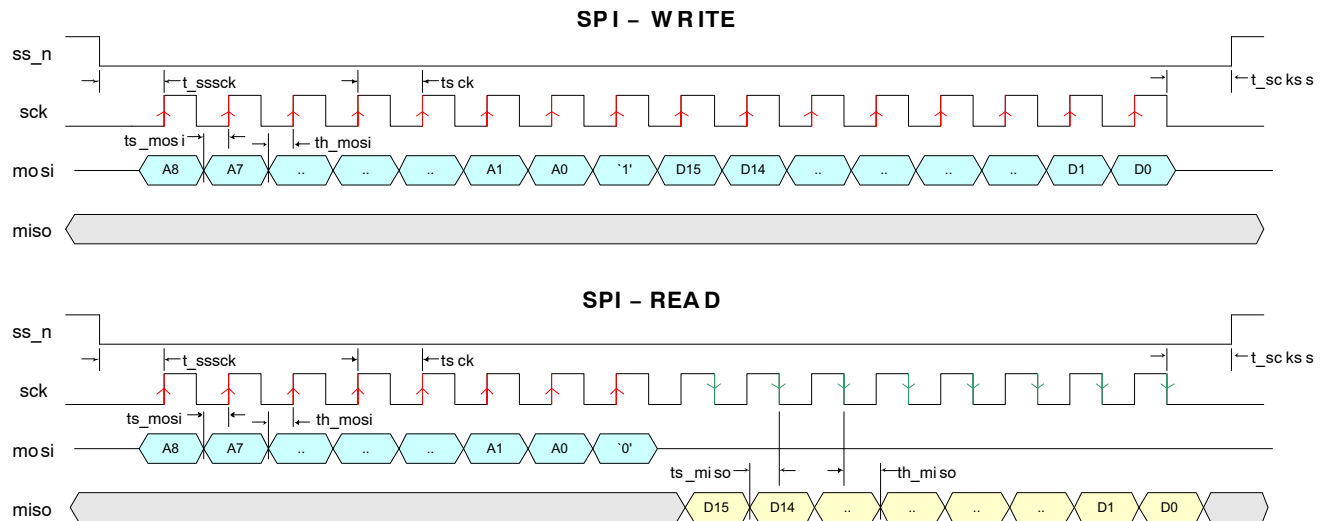 SPI – WRITE
ss_n
t_sssck
ts ck
t_sc ks s
sck
ts_mos i
th_mosi
mo si
A8 A7 .. .. .. A1 A0 `1' D15 D14 .. .. .. .. D1 D0
miso
SPI – READ
ss_n
t_sssck
ts ck
t_sc ks s
sck
ts_mosi
th_mosi
mo si
A8 A7 .. .. .. A1 A0 `0'
ts_mi so
th_mi so
miso
D15 D14 .. .. .. .. D1 D0